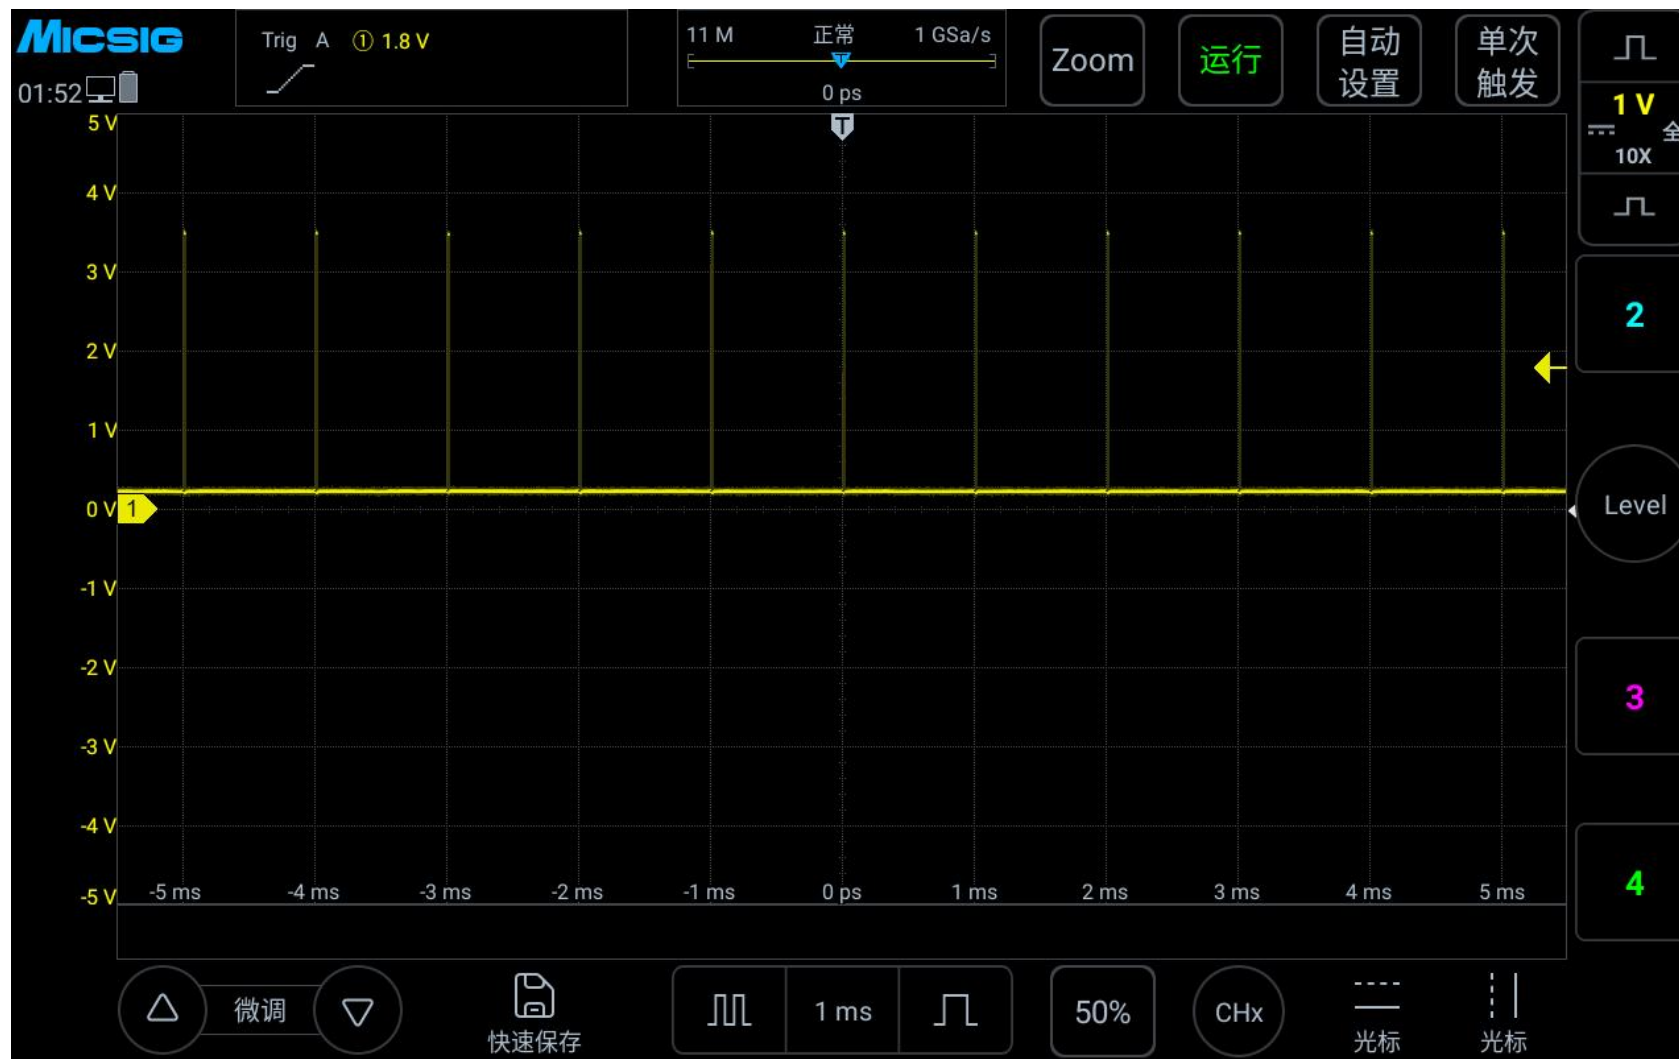 MICSIG
Trig A ① 1.8 V
11 M 正常 1 GSa/s
T
0 ps
Zoom
运行
自动
设置
单次
触发
01:52
1 V
全
10X
T
5 V
4 V
3 V
2 V
1 V
0 V
1
-1 V
-2 V
-3 V
-4 V
-5 V
-5 ms -4 ms -3 ms -2 ms -1 ms 0 ps 1 ms 2 ms 3 ms 4 ms 5 ms
2
Level
3
4
微调
快速保存
1 ms
50%
CHx
光标
光标